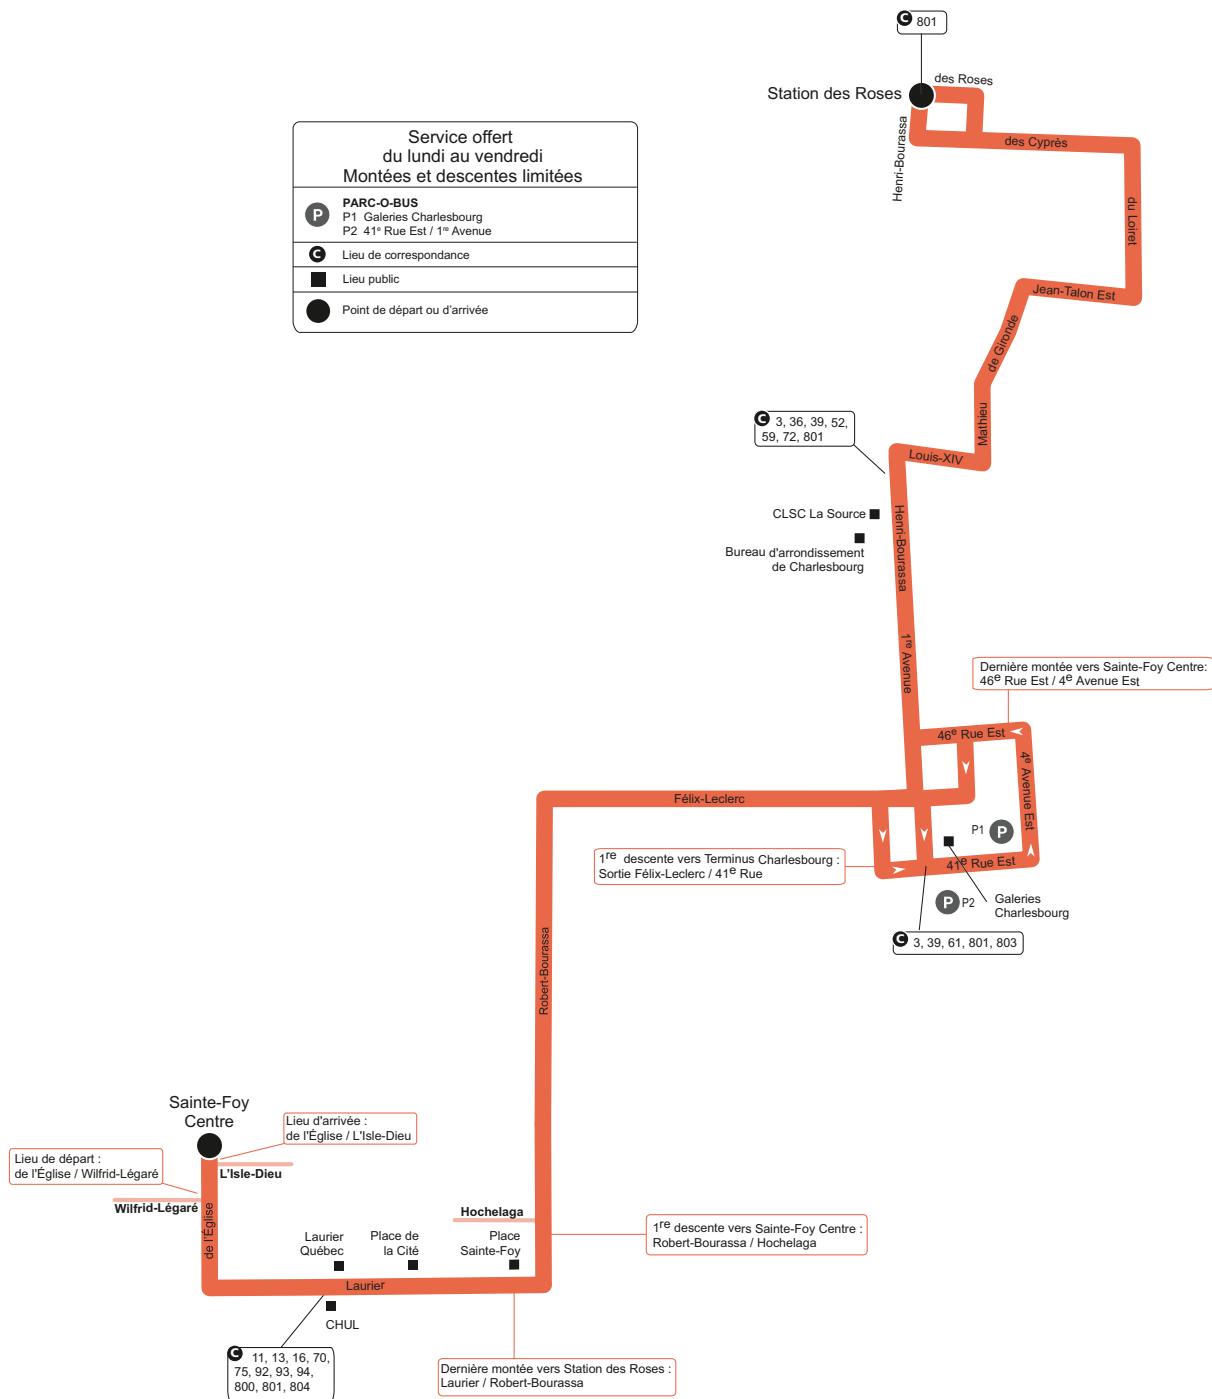 C 801
des Roses
Station des Roses
Henri-Bourassa
des Cyprès
du Loiret
Jean-Talon Est
de Gironde
Mathieu
Louis-XIV
Service offert
du lundi au vendredi
Montées et descentes limitées
P PARC-O-BUS
P1 Galeries Charlesbourg
P2 41e Rue Est / 1re Avenue
C Lieu de correspondance
Lieu public
Point de départ ou d'arrivée
C 3, 36, 39, 52,
59, 72, 801
CLSC La Source
Bureau d'arrondissement
de Charlesbourg
Henri-Bourassa
1re Avenue
Dernière montée vers Sainte-Foy Centre:
46e Rue Est / 4e Avenue Est
46e Rue Est
4e Avenue Est
Félix-Leclerc
P1 P
1re descente vers Terminus Charlesbourg :
Sortie Félix-Leclerc / 41e Rue
41e Rue Est
P P2
Galeries
Charlesbourg
C 3, 39, 61, 801, 803
Robert-Bourassa
Sainte-Foy
Centre
Lieu d'arrivée :
de l'Église / L'Isle-Dieu
Lieu de départ :
de l'Église / Wilfrid-Légaré
L'Isle-Dieu
Wilfrid-Légaré
de l'Église
Hochelaga
1re descente vers Sainte-Foy Centre :
Robert-Bourassa / Hochelaga
Laurier
Québec
Place de
la Cité
Place
Sainte-Foy
Laurier
CHUL
C 11, 13, 16, 70,
75, 92, 93, 94,
800, 801, 804
Dernière montée vers Station des Roses :
Laurier / Robert-Bourassa